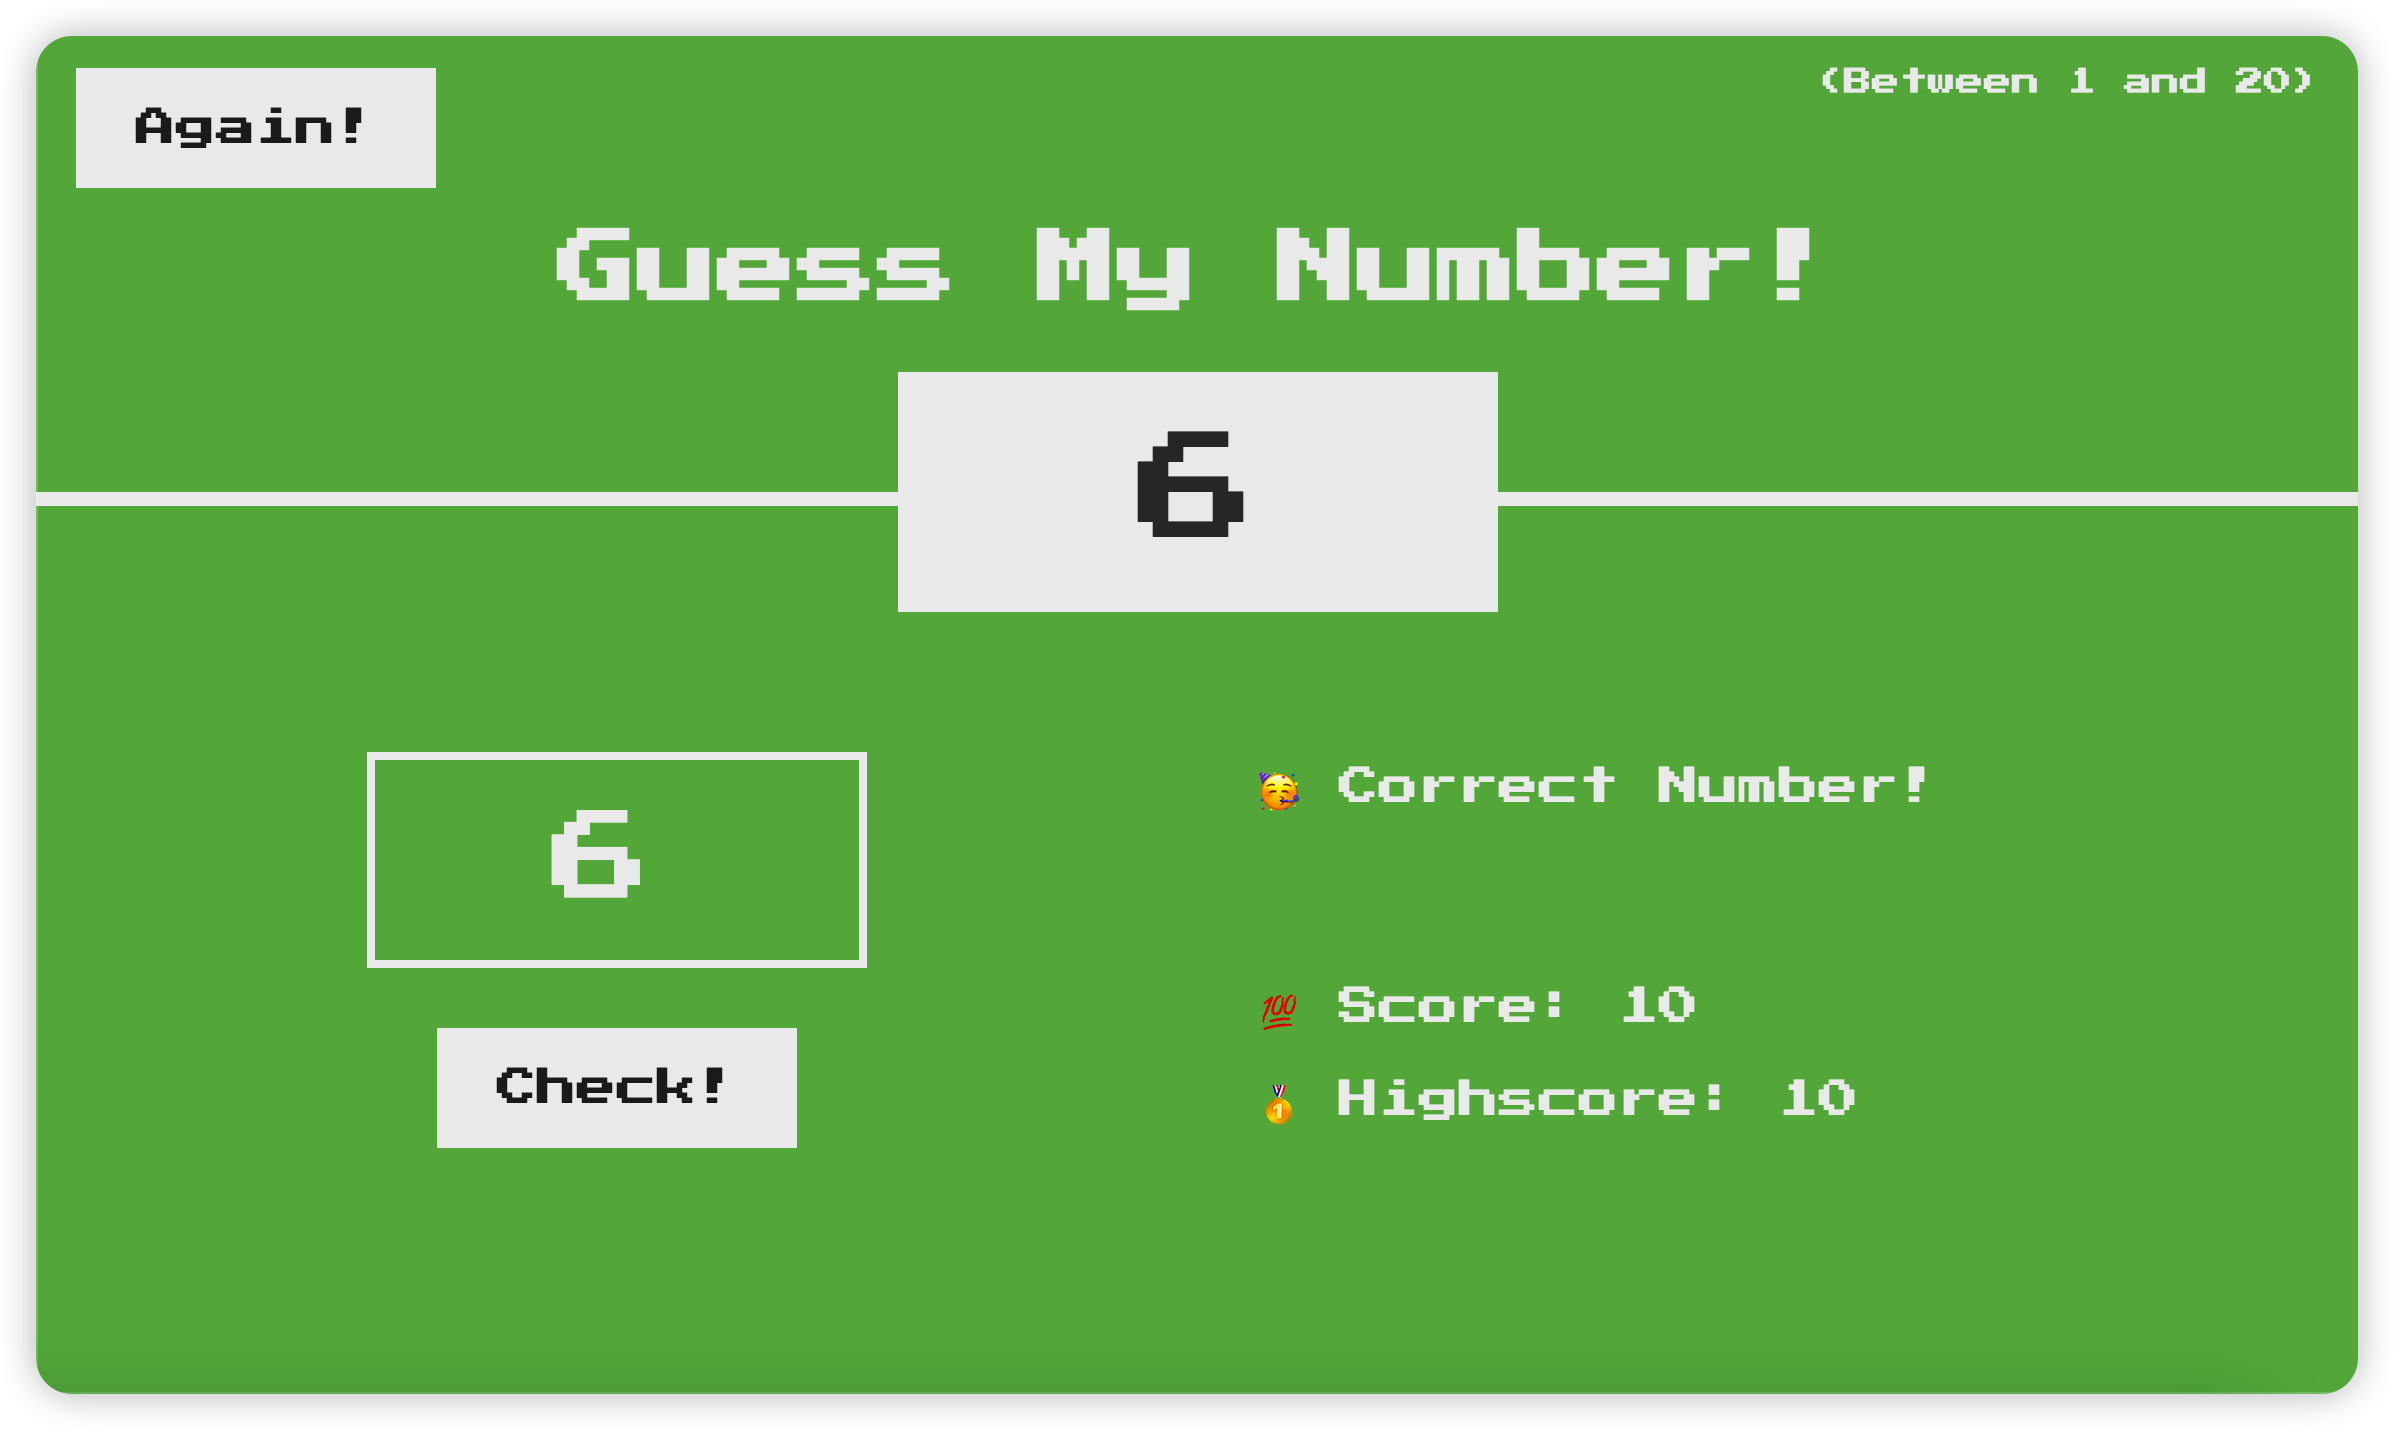 Again!
(Between 1 and 20)
Guess My Number!
6
6
Check!
🥳 Correct Number!
💯 Score: 10
🥇 Highscore: 10